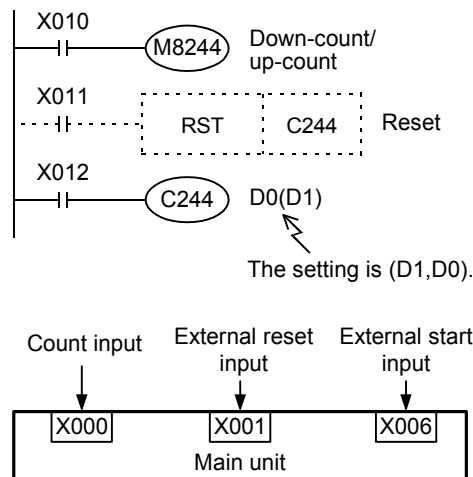 X010
M8244
Down-count/
up-count
X011
RST
C244
Reset
X012
C244
D0(D1)
The setting is (D1,D0).
Count input
External reset
input
External start
input
X000
X001
X006
Main unit